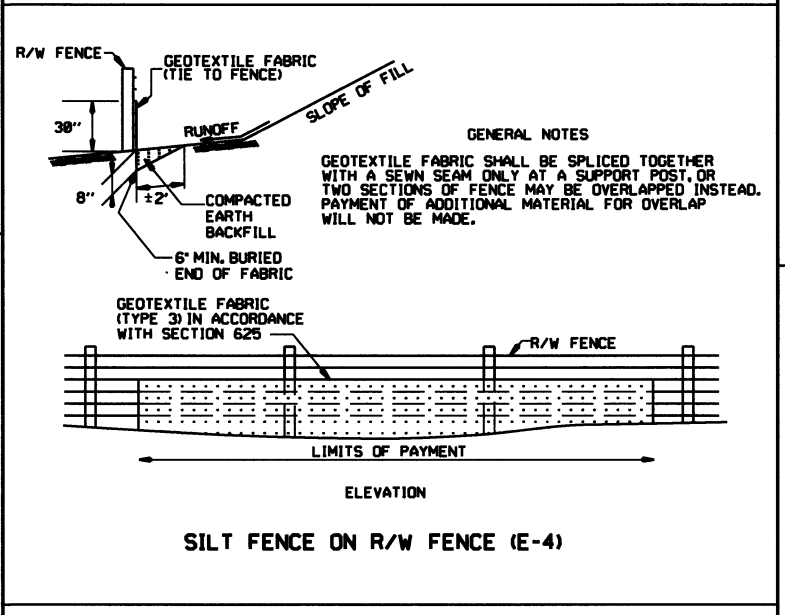 R/W FENCE
GEOTEXTILE FABRIC
(TIE TO FENCE)
30"
RUNOFF
SLOPE OF FILL
8"
±2'
COMPACTED
EARTH
BACKFILL
6" MIN. BURIED
END OF FABRIC
GENERAL NOTES
GEOTEXTILE FABRIC SHALL BE SPLICED TOGETHER
WITH A SEWN SEAM ONLY AT A SUPPORT POST, OR
TWO SECTIONS OF FENCE MAY BE OVERLAPPED INSTEAD.
PAYMENT OF ADDITIONAL MATERIAL FOR OVERLAP
WILL NOT BE MADE.
GEOTEXTILE FABRIC
(TYPE 3) IN ACCORDANCE
WITH SECTION 625
R/W FENCE
LIMITS OF PAYMENT
ELEVATION
SILT FENCE ON R/W FENCE (E-4)